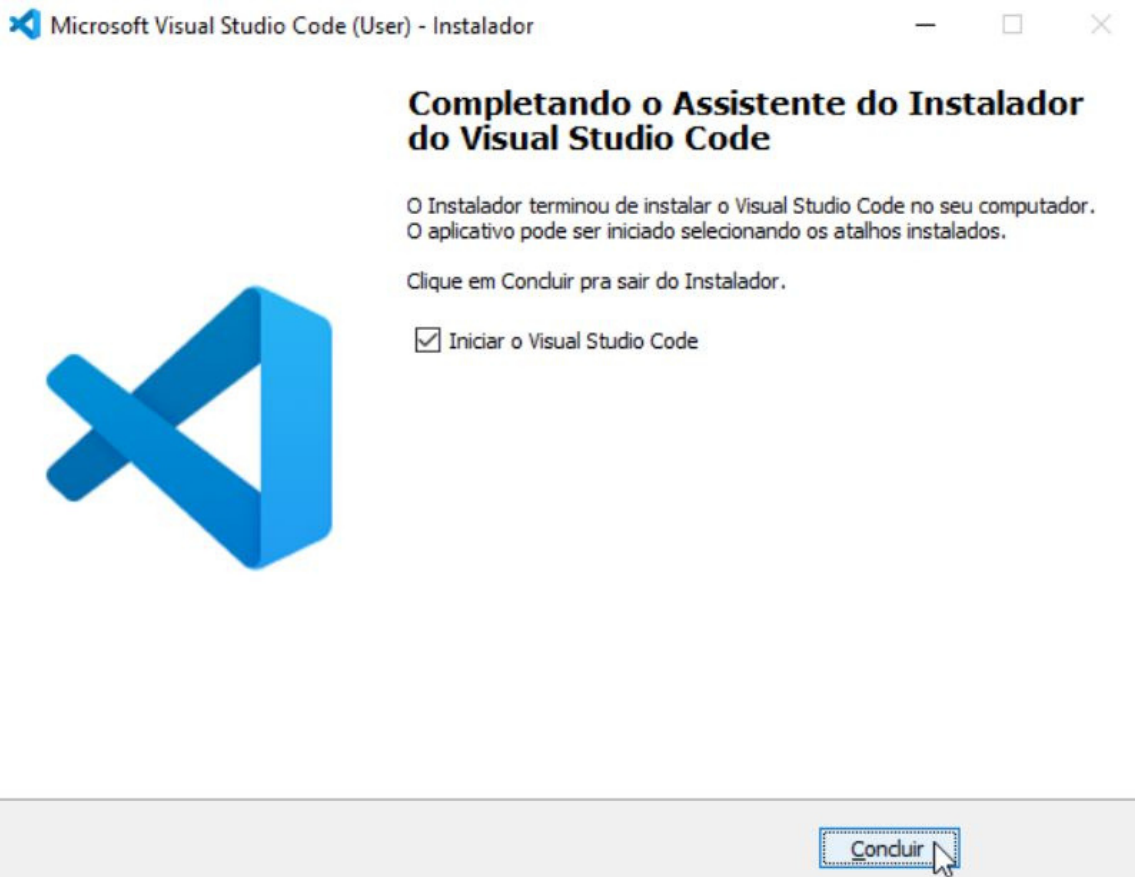 Microsoft Visual Studio Code (User) - Instalador
Completando o Assistente do Instalador
do Visual Studio Code
O Instalador terminou de instalar o Visual Studio Code no seu computador.
O aplicativo pode ser iniciado selecionando os atalhos instalados.
Clique em Concluir pra sair do Instalador.
Iniciar o Visual Studio Code
Concluir